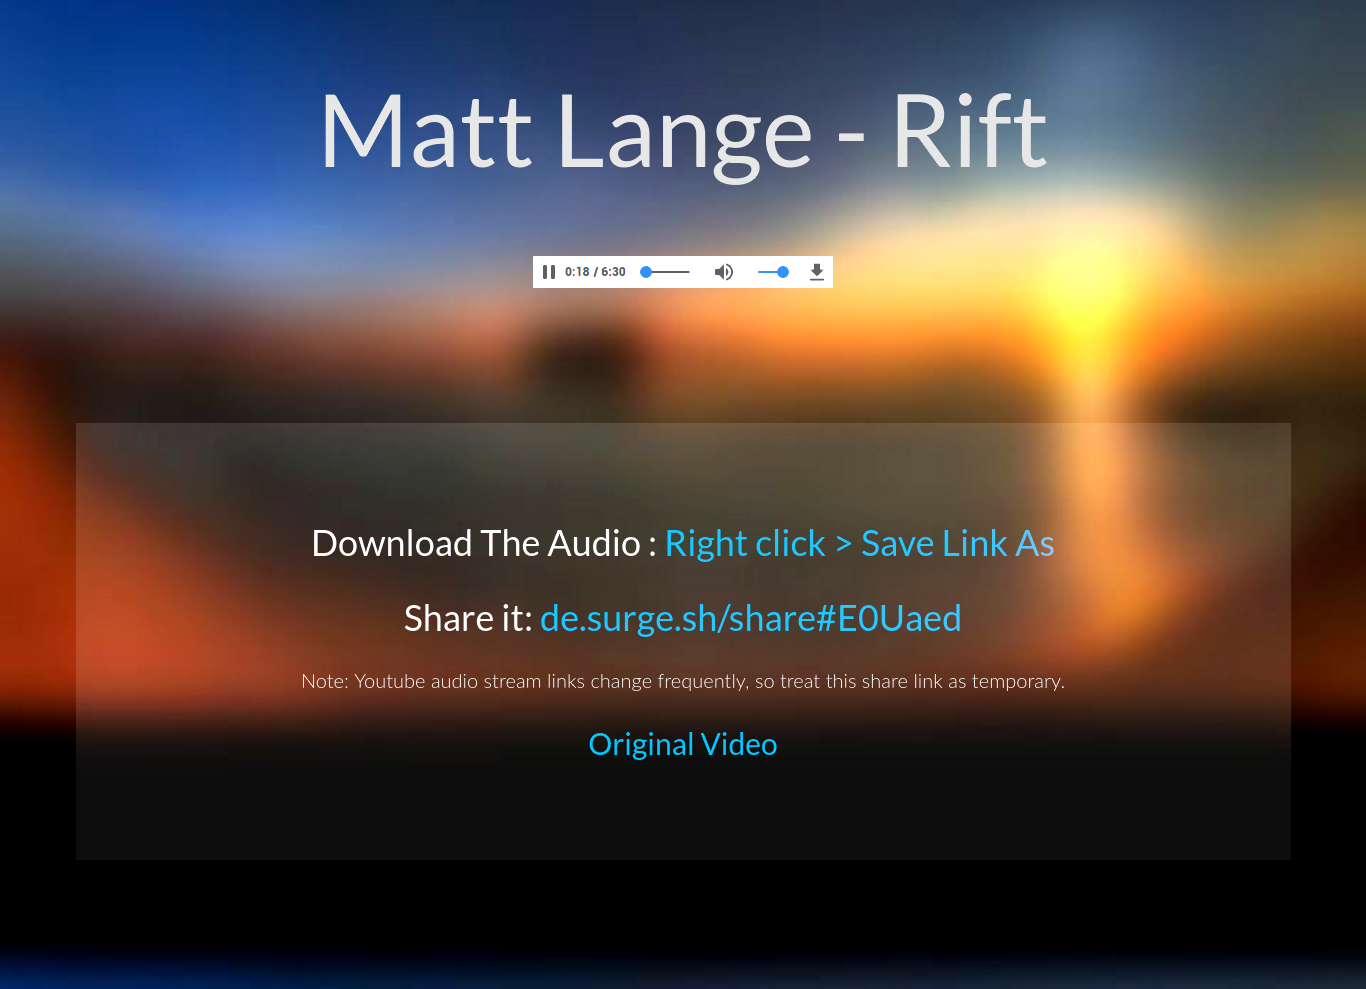 Matt Lange - Rift
0:18 / 6:30
Download The Audio : Right click > Save Link As
Share it: de.surge.sh/share#E0Uaed
Note: Youtube audio stream links change frequently, so treat this share link as temporary.
Original Video